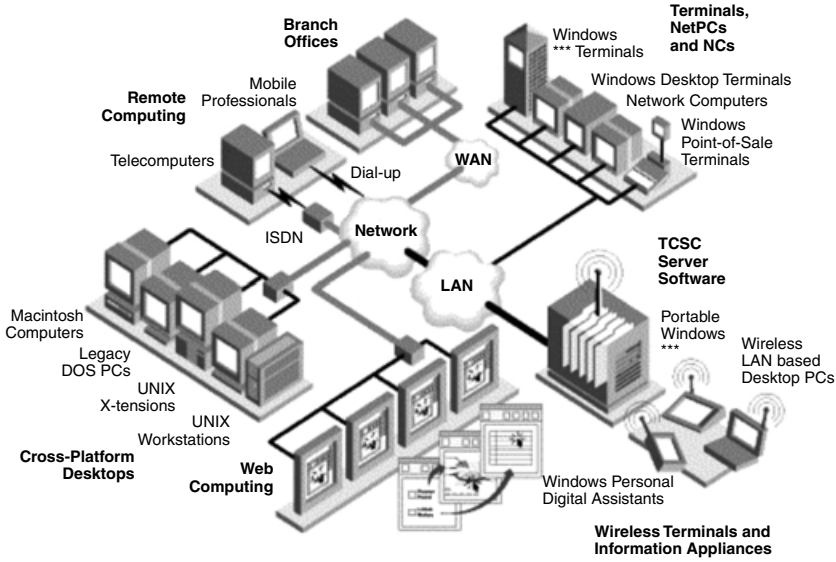 Branch
Offices
Terminals,
NetPCs
and NCs
Windows
*** Terminals
Windows Desktop Terminals
Network Computers
Windows
Point-of-Sale
Terminals
Mobile
Professionals
Remote
Computing
Telecomputers
Dial-up
WAN
ISDN
Network
LAN
TCSC
Server
Software
Portable
Windows
***
Wireless
LAN based
Desktop PCs
Macintosh
Computers
Legacy
DOS PCs
UNIX
X-tensions
UNIX
Workstations
Cross-Platform
Desktops
Web
Computing
Windows Personal
Digital Assistants
Wireless Terminals and
Information Appliances